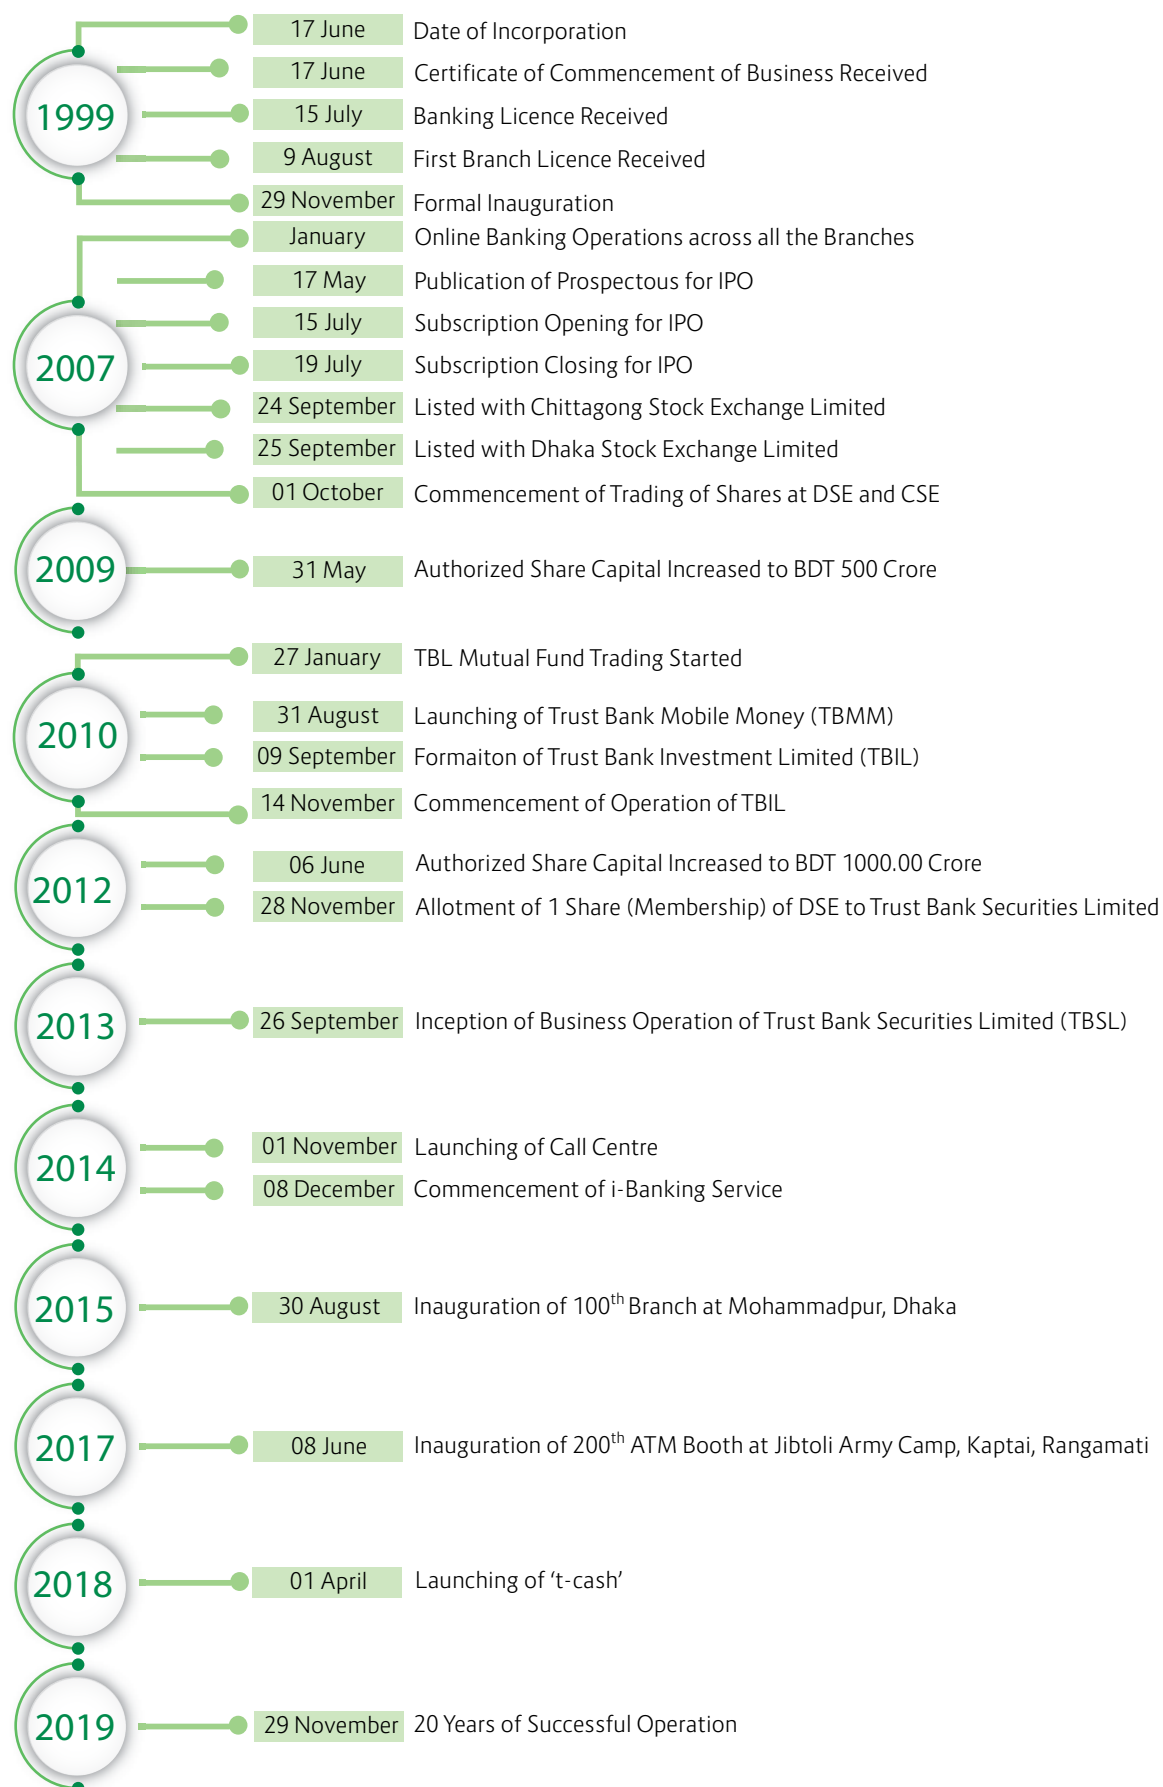 1999
17 June Date of Incorporation
17 June Certificate of Commencement of Business Received
15 July Banking Licence Received
9 August First Branch Licence Received
29 November Formal Inauguration
2007
January Online Banking Operations across all the Branches
17 May Publication of Prospectous for IPO
15 July Subscription Opening for IPO
19 July Subscription Closing for IPO
24 September Listed with Chittagong Stock Exchange Limited
25 September Listed with Dhaka Stock Exchange Limited
01 October Commencement of Trading of Shares at DSE and CSE
2009
31 May Authorized Share Capital Increased to BDT 500 Crore
2010
27 January TBL Mutual Fund Trading Started
31 August Launching of Trust Bank Mobile Money (TBMM)
09 September Formaiton of Trust Bank Investment Limited (TBIL)
14 November Commencement of Operation of TBIL
2012
06 June Authorized Share Capital Increased to BDT 1000.00 Crore
28 November Allotment of 1 Share (Membership) of DSE to Trust Bank Securities Limited
2013
26 September Inception of Business Operation of Trust Bank Securities Limited (TBSL)
2014
01 November Launching of Call Centre
08 December Commencement of i-Banking Service
2015
30 August Inauguration of 100th Branch at Mohammadpur, Dhaka
2017
08 June Inauguration of 200th ATM Booth at Jibtoli Army Camp, Kaptai, Rangamati
2018
01 April Launching of ‘t-cash’
2019
29 November 20 Years of Successful Operation